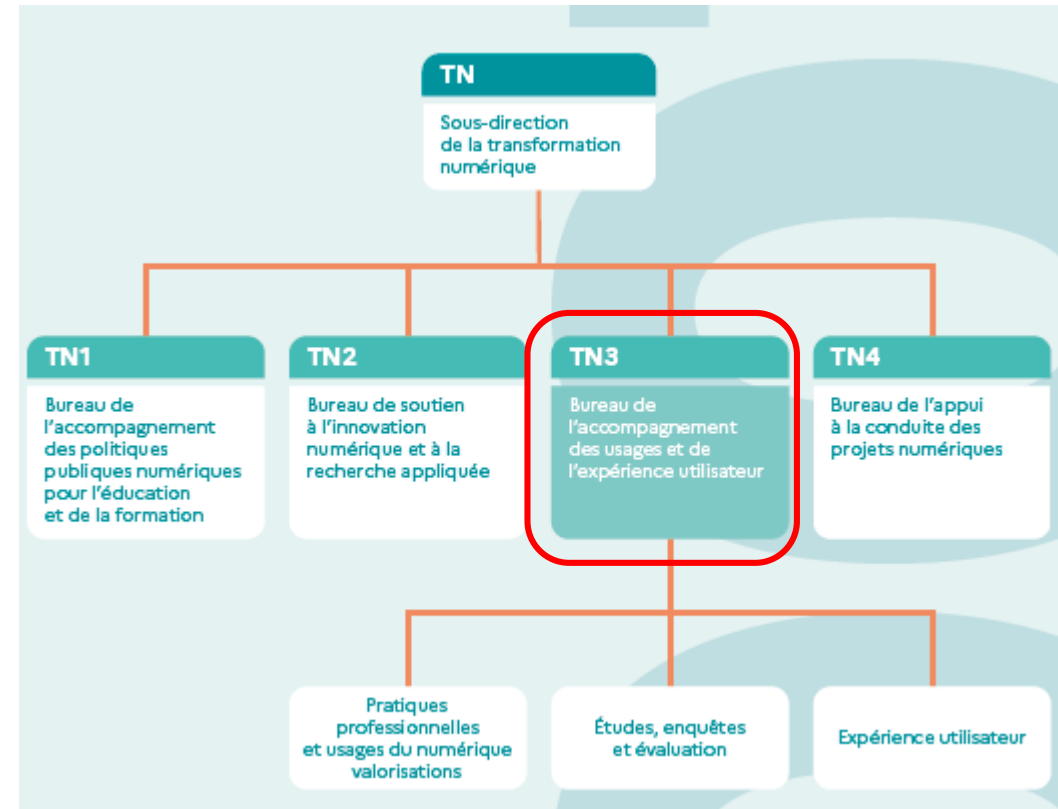 TN
Sous-direction
de la transformation
numérique
TN1
Bureau de
l'accompagnement
des politiques
publiques numériques
pour l'éducation
et de la formation
TN2
Bureau de soutien
à l'innovation
numérique et à la
recherche appliquée
TN3
Bureau de
l'accompagnement
des usages et de
l'expérience utilisateur
TN4
Bureau de l'appui
à la conduite des
projets numériques
Pratiques
professionnelles
et usages du numérique
valorisations
Études, enquêtes
et évaluation
Expérience utilisateur